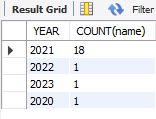 Result Grid Filter
YEAR COUNT(name)
2021 18
2022 1
2023 1
2020 1